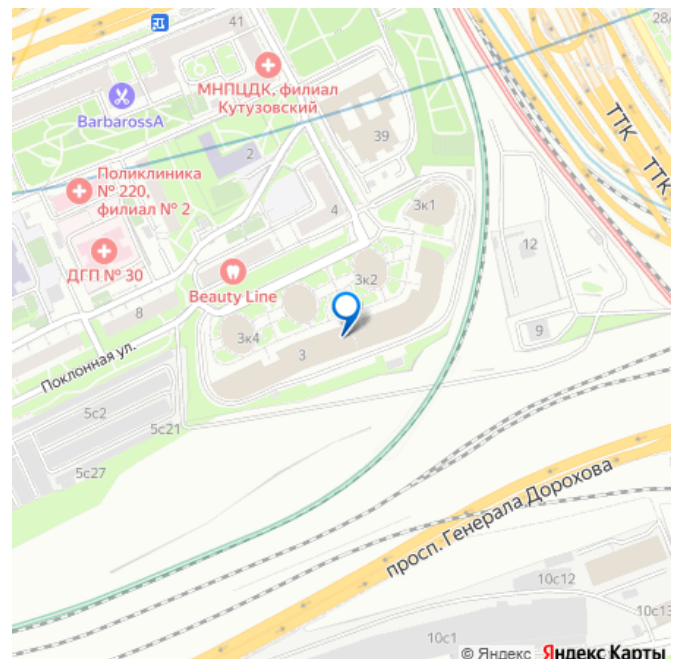 41
28/
МНПЦДК, филиал
Кутузовский
BarbarossA
ТТК
ТТК
39
2
Поликлиника
№ 220,
филиал № 2
4
3к1
12
ДГП № 30
Beauty Line
3к2
8
9
3к4
3
Поклонная ул.
5с2
5с21
5с27
просп. Генерала Дорохова
10с12
10с13
10с1
© Яндекс Яндекс Карты